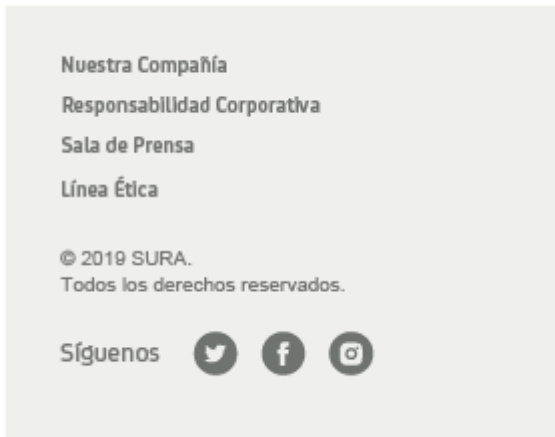 Nuestra Compañía
Responsabilidad Corporativa
Sala de Prensa
Línea Ética
© 2019 SURA.
Todos los derechos reservados.
Síguenos